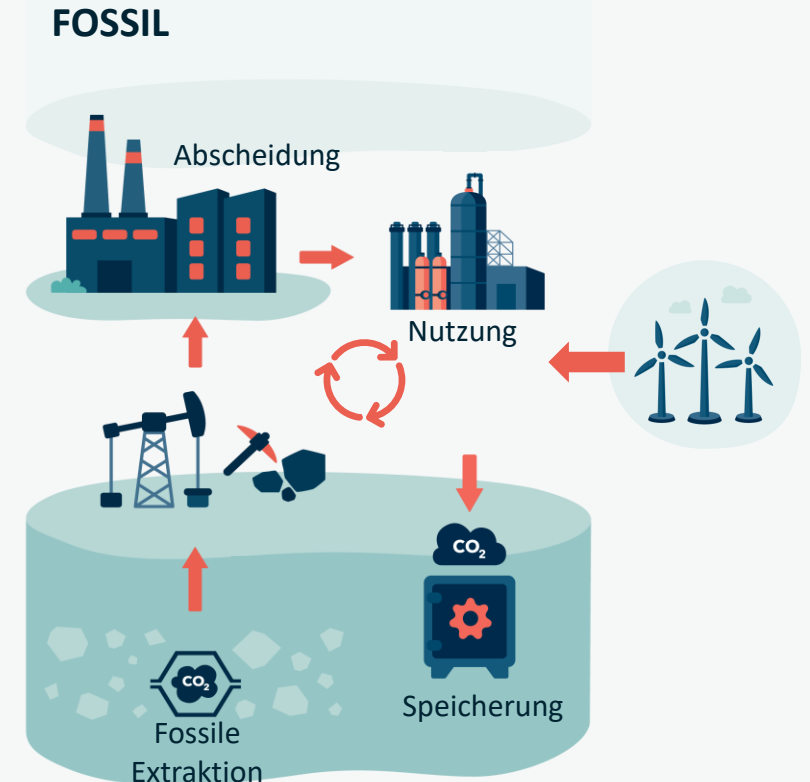 FOSSIL
Abscheidung
Nutzung
CO₂
Speicherung
CO₂
Fossile
Extraktion